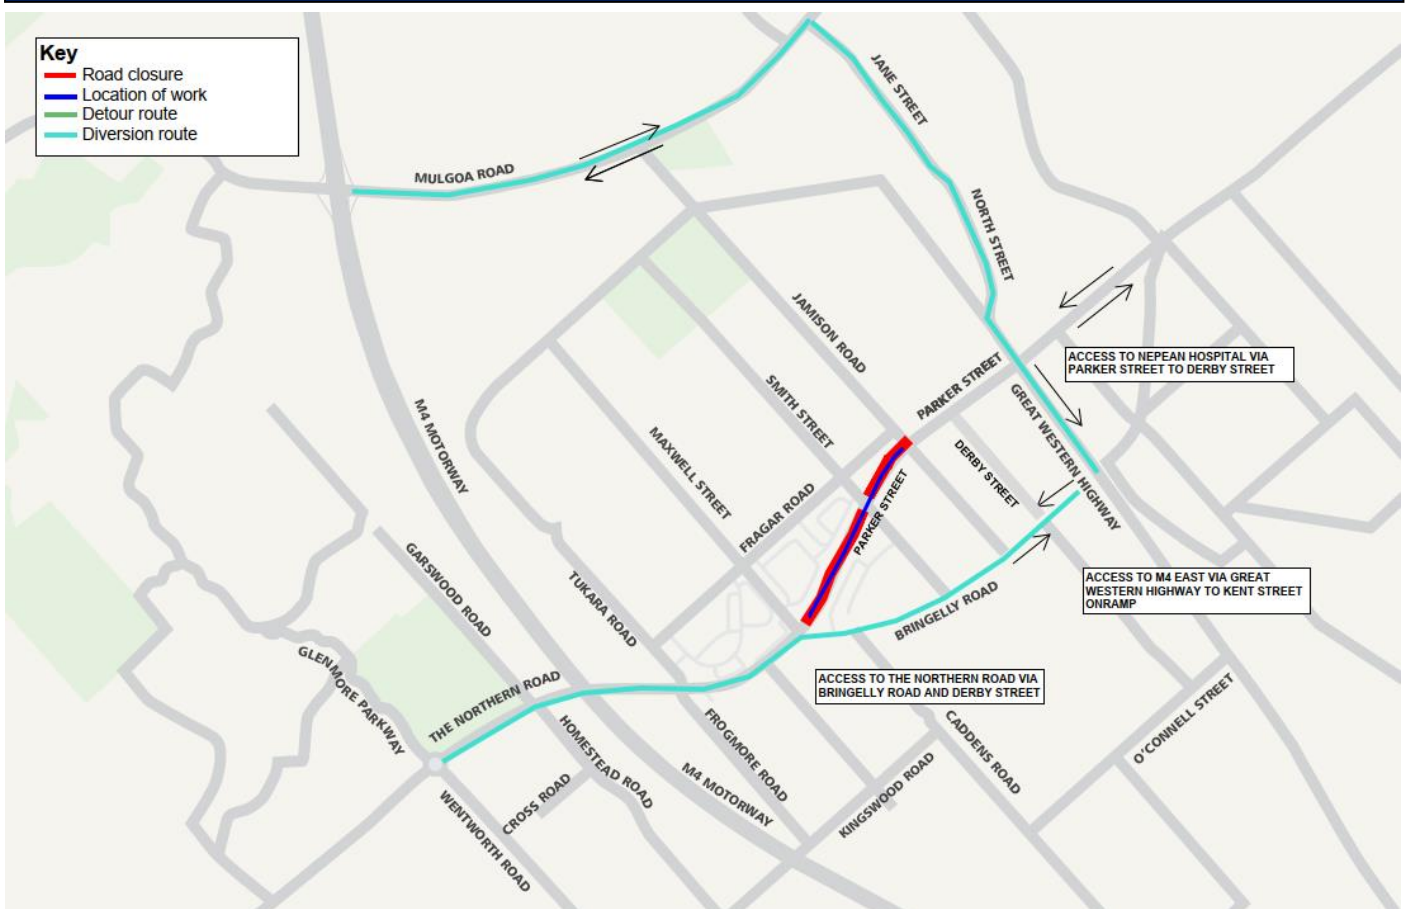 Key
Road closure
Location of work
Detour route
Diversion route
JANE STREET
MULGOA ROAD
NORTH STREET
JAMISON ROAD
PARKER STREET
ACCESS TO NEPEAN HOSPITAL VIA
PARKER STREET TO DERBY STREET
SMITH STREET
GREAT WESTERN HIGHWAY
M4 MOTORWAY
MAXWELL STREET
DERBY STREET
FRAGAR ROAD
PARKER STREET
GARSWOOD ROAD
TUKARA ROAD
BRINGELLY ROAD
ACCESS TO M4 EAST VIA GREAT
WESTERN HIGHWAY TO KENT STREET
ONRAMP
GLENMORE PARKWAY
THE NORTHERN ROAD
ACCESS TO THE NORTHERN ROAD VIA
BRINGELLY ROAD AND DERBY STREET
HOMESTEAD ROAD
FROGMORE ROAD
CADDENS ROAD
O'CONNELL STREET
M4 MOTORWAY
KINGSWOOD ROAD
CROSS ROAD
WENTWORTH ROAD